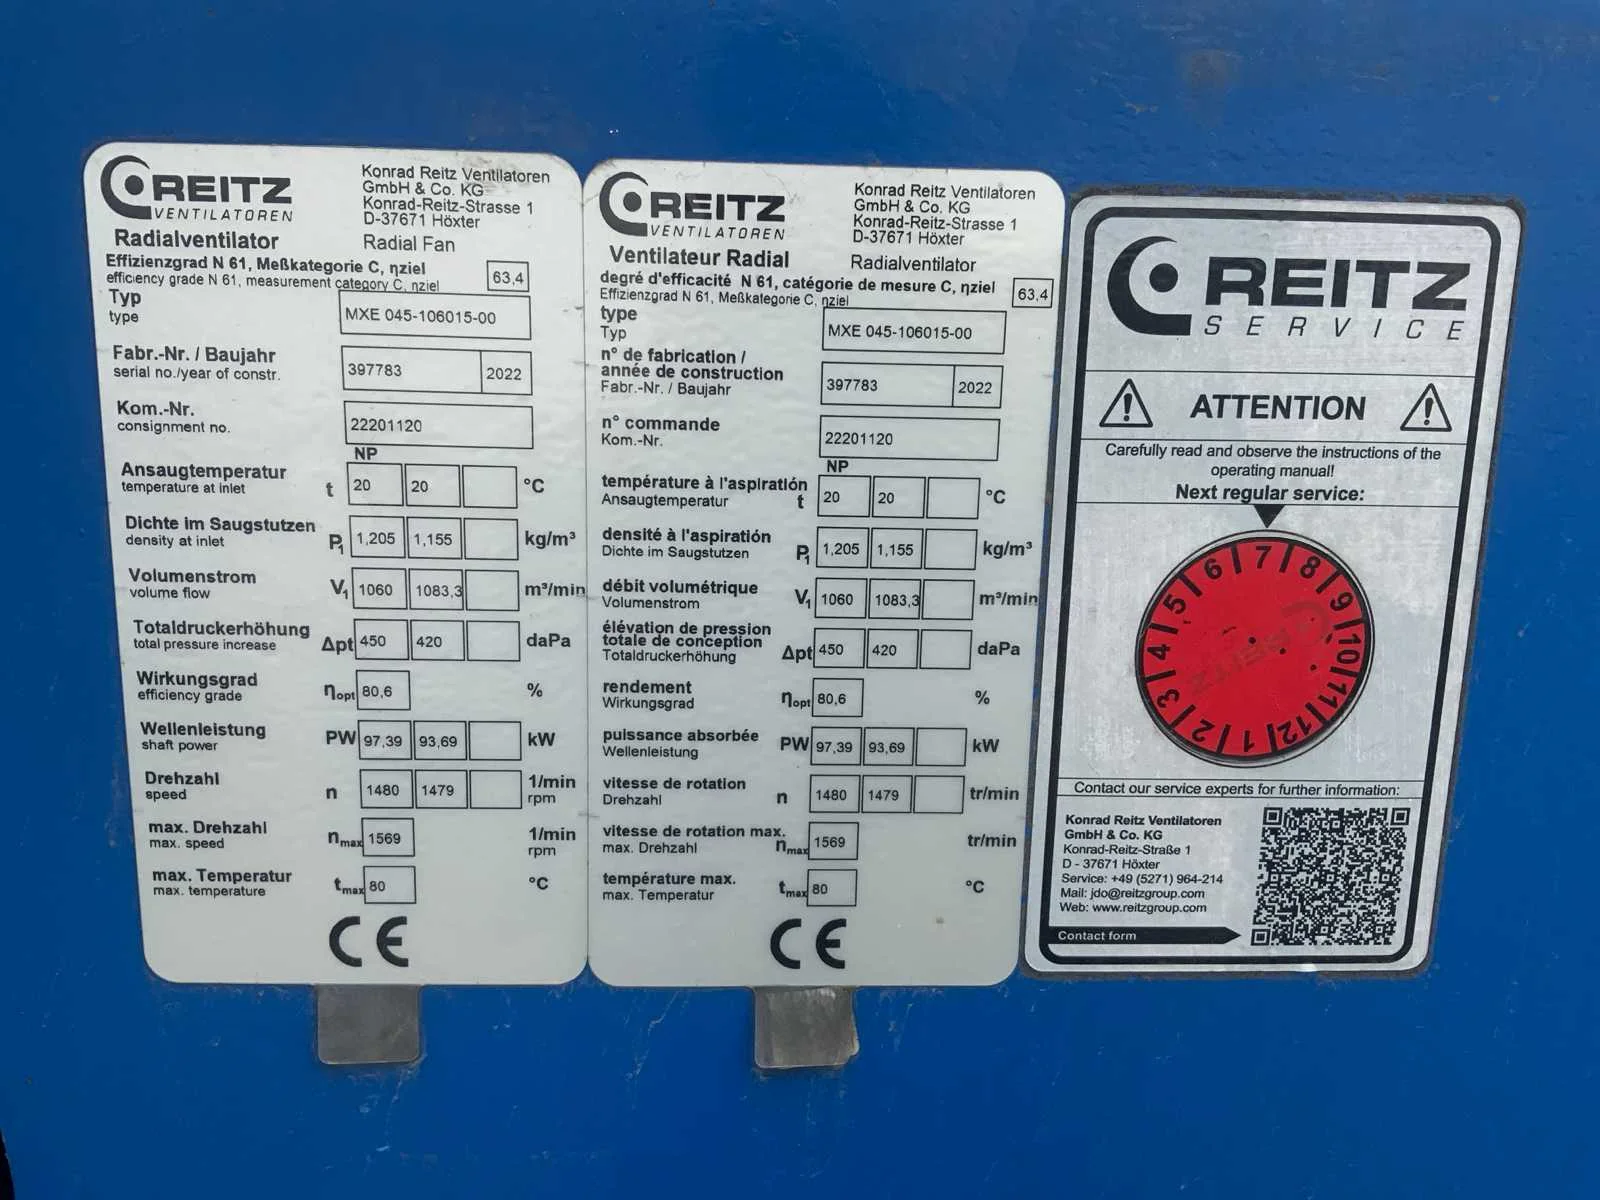 REITZ
VENTILATOREN
Konrad Reitz Ventilatoren
GmbH & Co. KG
Konrad-Reitz-Strasse 1
D-37671 Höxter
Radialventilator
Radial Fan
Effizienzgrad N 61, Meßkategorie C, ηziel
efficiency grade N 61, measurement category C, ηziel
63,4
Typ
type
MXE 045-106015-00
Fabr.-Nr. / Baujahr
serial no./year of constr.
397783 2022
Kom.-Nr.
consignment no.
22201120
NP
Ansaugtemperatur
temperature at inlet
t 20 20 °C
Dichte im Saugstutzen
density at inlet
P1 1,205 1,155 kg/m³
Volumenstrom
volume flow
V1 1060 1083,3 m³/min
Totaldruckerhöhung
total pressure increase
Δpt 450 420 daPa
Wirkungsgrad
efficiency grade
ηopt 80,6 %
Wellenleistung
shaft power
PW 97,39 93,69 kW
Drehzahl
speed
n 1480 1479 1/min
rpm
max. Drehzahl
max. speed
nmax 1569 1/min
rpm
max. Temperatur
max. temperature
tmax 80 °C
CE
REITZ
VENTILATOREN
Konrad Reitz Ventilatoren
GmbH & Co. KG
Konrad-Reitz-Strasse 1
D-37671 Höxter
Ventilateur Radial
Radialventilator
degré d'efficacité N 61, catégorie de mesure C, ηziel
Effizienzgrad N 61, Meßkategorie C, ηziel
63,4
type
Typ
MXE 045-106015-00
n° de fabrication /
année de construction
Fabr.-Nr. / Baujahr
397783 2022
n° commande
Kom.-Nr.
22201120
NP
température à l'aspiratión
Ansaugtemperatur
t 20 20 °C
densité à l'aspiratión
Dichte im Saugstutzen
P1 1,205 1,155 kg/m³
débit volumétrique
Volumenstrom
V1 1060 1083,3 m³/min
élévation de pression
totale de conception
Totaldruckerhöhung
Δpt 450 420 daPa
rendement
Wirkungsgrad
ηopt 80,6 %
puissance absorbée
Wellenleistung
PW 97,39 93,69 kW
vitesse de rotation
Drehzahl
n 1480 1479 tr/min
vitesse de rotation max.
max. Drehzahl
nmax 1569 tr/min
température max.
max. Temperatur
tmax 80 °C
CE
REITZ
SERVICE
ATTENTION
Carefully read and observe the instructions of the
operating manual!
Next regular service:
1 2 3 4 5 6 7 8 9 10 11 12
REITZ
Contact our service experts for further information:
Konrad Reitz Ventilatoren
GmbH & Co. KG
Konrad-Reitz-Straße 1
D - 37671 Höxter
Service: +49 (5271) 964-214
Mail: jdo@reitzgroup.com
Web: www.reitzgroup.com
Contact form